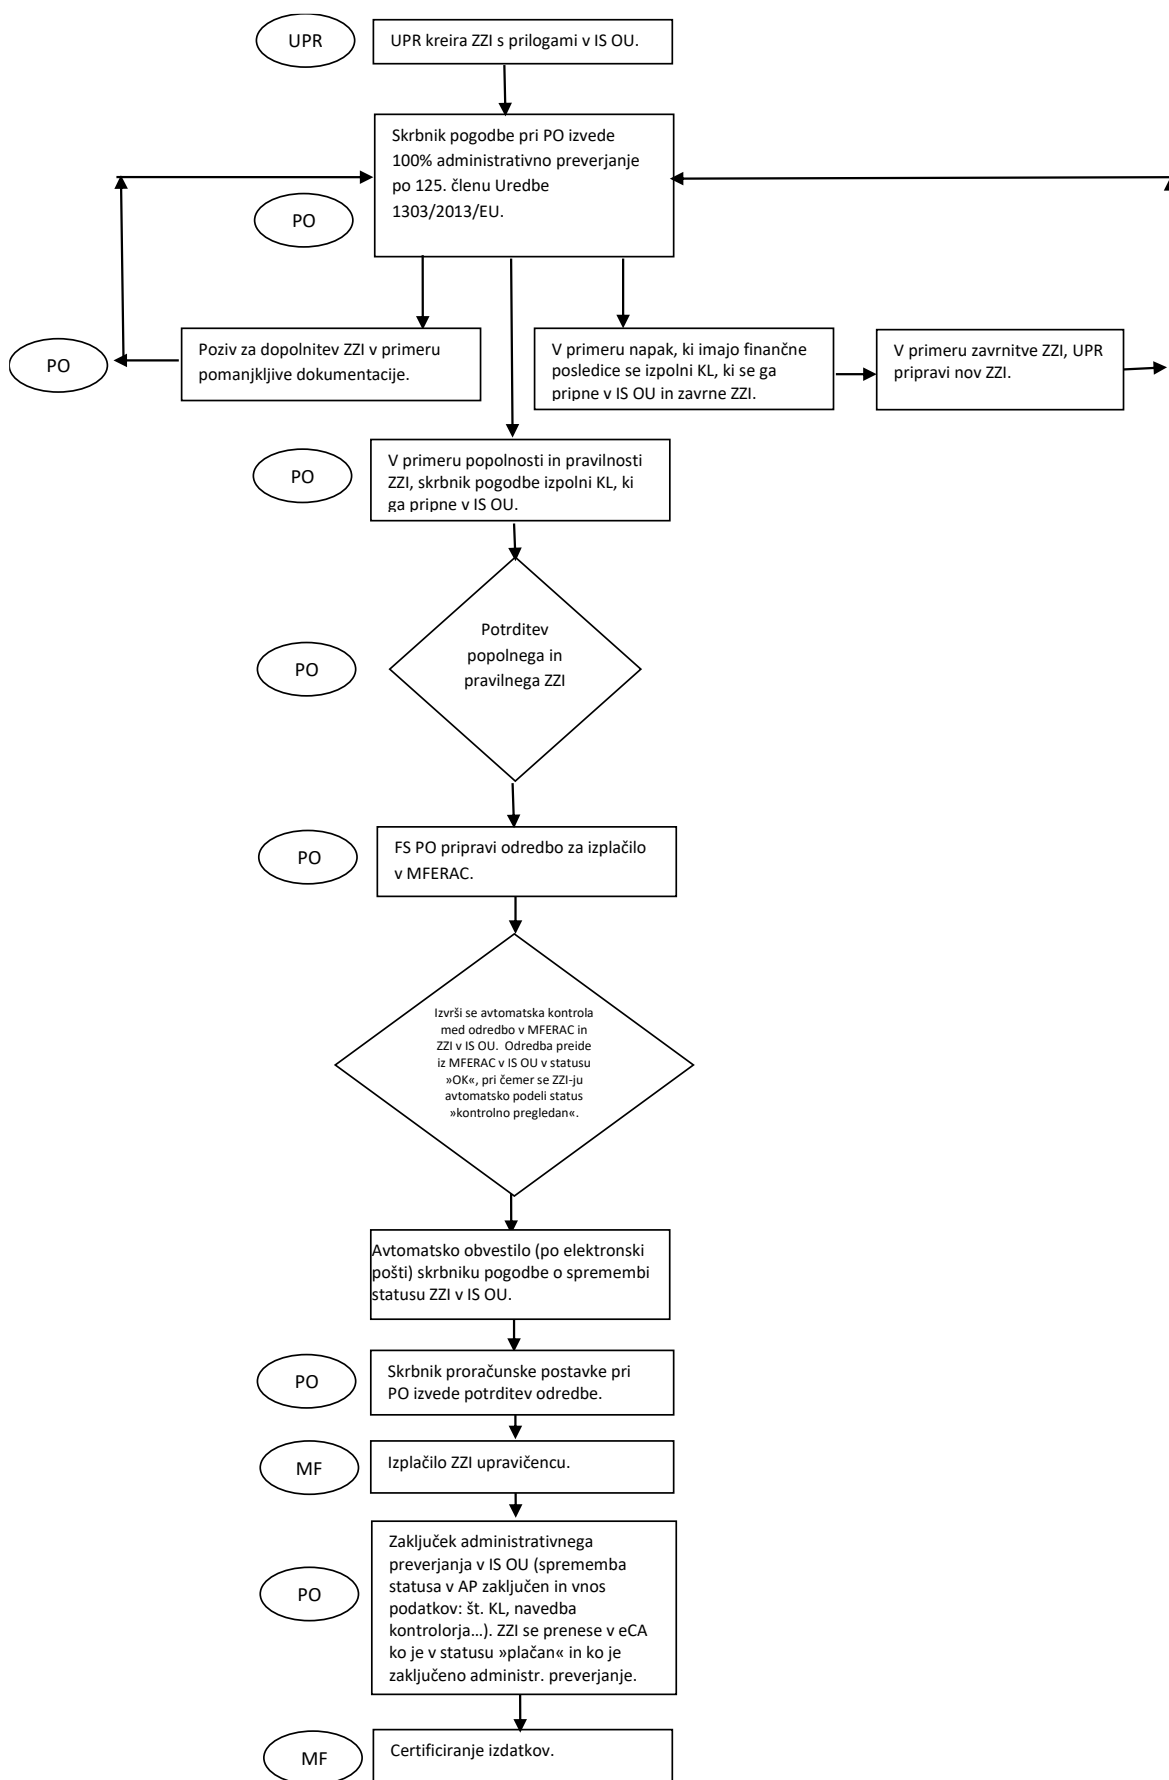 UPR
UPR kreira ZZI s prilogami v IS OU.
Skrbnik pogodbe pri PO izvede
100% administrativno preverjanje
po 125. členu Uredbe
1303/2013/EU.
PO
PO
Poziv za dopolnitev ZZI v primeru
pomanjkljive dokumentacije.
V primeru napak, ki imajo finančne
posledice se izpolni KL, ki se ga
pripne v IS OU in zavrne ZZI.
V primeru zavrnitve ZZI, UPR
pripravi nov ZZI.
PO
V primeru popolnosti in pravilnosti
ZZI, skrbnik pogodbe izpolni KL, ki
ga pripne v IS OU.
PO
Potrditev
popolnega in
pravilnega ZZI
PO
FS PO pripravi odredbo za izplačilo
v MFERAC.
Izvrši se avtomatska kontrola
med odredbo v MFERAC in
ZZI v IS OU. Odredba preide
iz MFERAC v IS OU v statusu
»OK«, pri čemer se ZZI-ju
avtomatsko podeli status
»kontrolno pregledan«.
Avtomatsko obvestilo (po elektronski
pošti) skrbniku pogodbe o spremembi
statusu ZZI v IS OU.
PO
Skrbnik proračunske postavke pri
PO izvede potrditev odredbe.
MF
Izplačilo ZZI upravičencu.
PO
Zaključek administrativnega
preverjanja v IS OU (sprememba
statusa v AP zaključen in vnos
podatkov: št. KL, navedba
kontrolorja…). ZZI se prenese v eCA
ko je v statusu »plačan« in ko je
zaključeno administr. preverjanje.
MF
Certificiranje izdatkov.